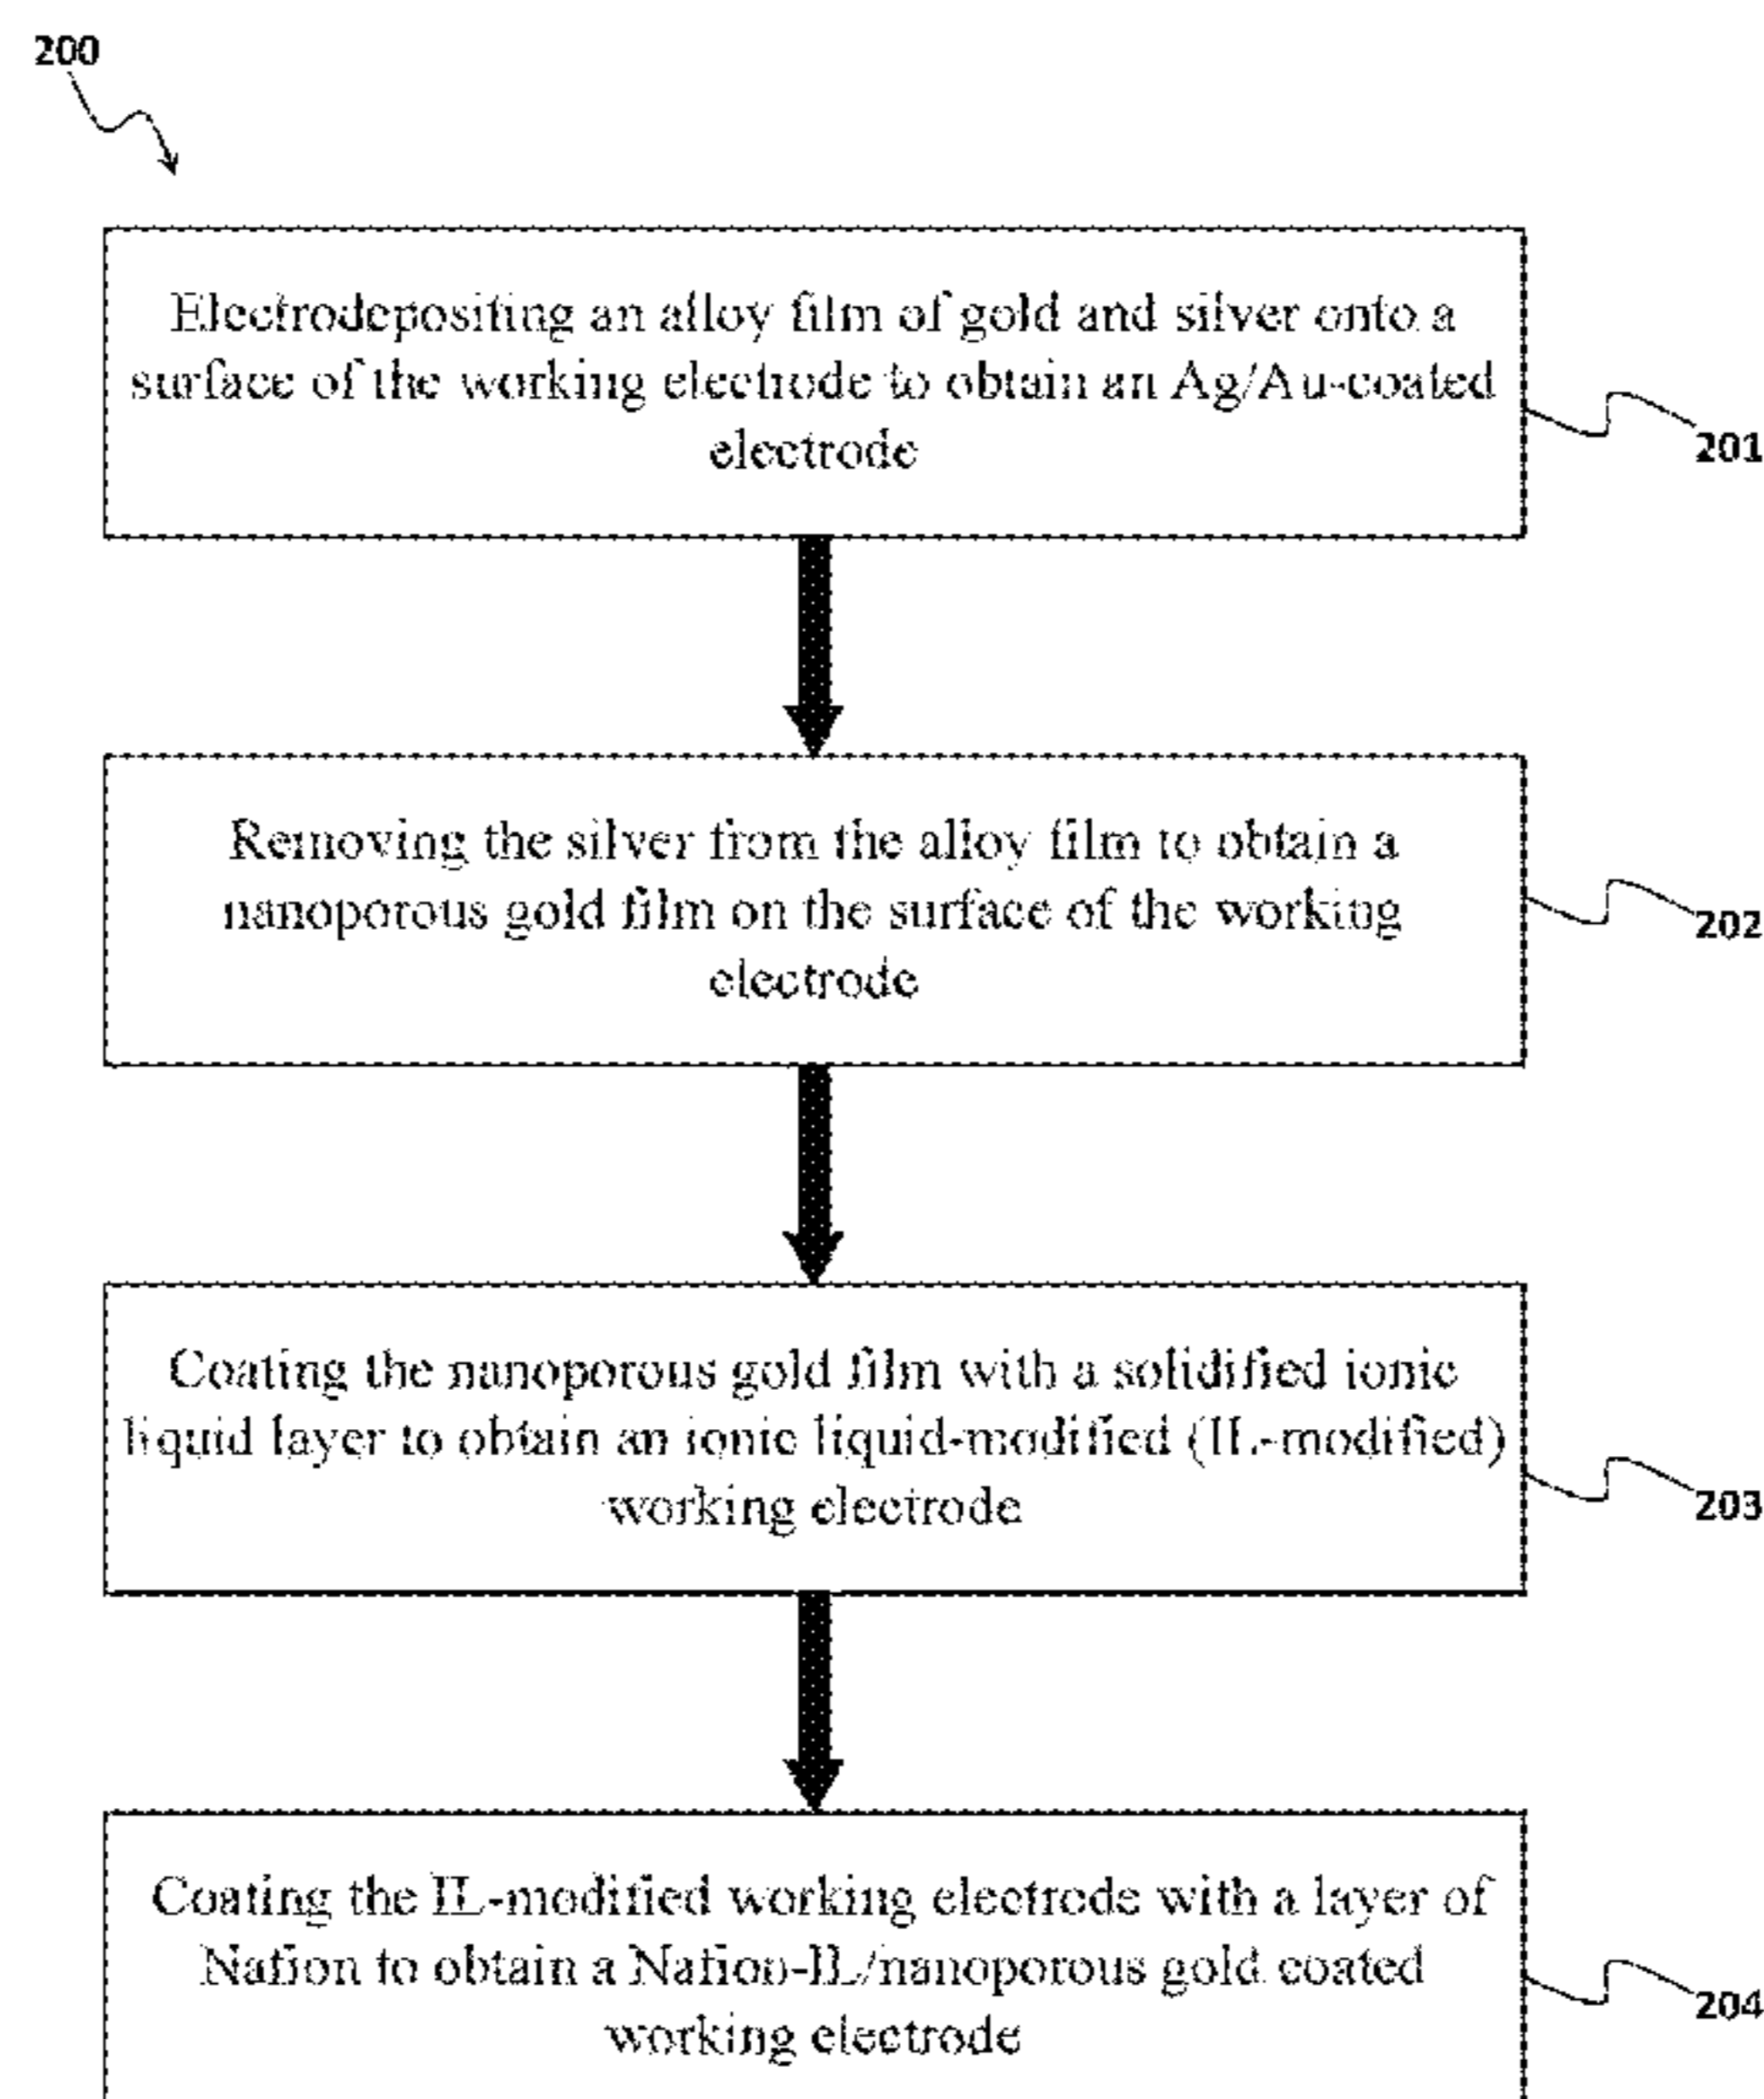 200
Electrodepositing an alloy film of gold and silver onto a
surface of the working electrode to obtain an Ag/Au-coated
electrode
201
Removing the silver from the alloy film to obtain a
nanoporous gold film on the surface of the working
electrode
202
Coating the nanoporous gold film with a solidified ionic
liquid layer to obtain an ionic liquid-modified (IL-modified)
working electrode
203
Coating the IL-modified working electrode with a layer of
Nafion to obtain a Nafion-IL/nanoporous gold coated
working electrode
204